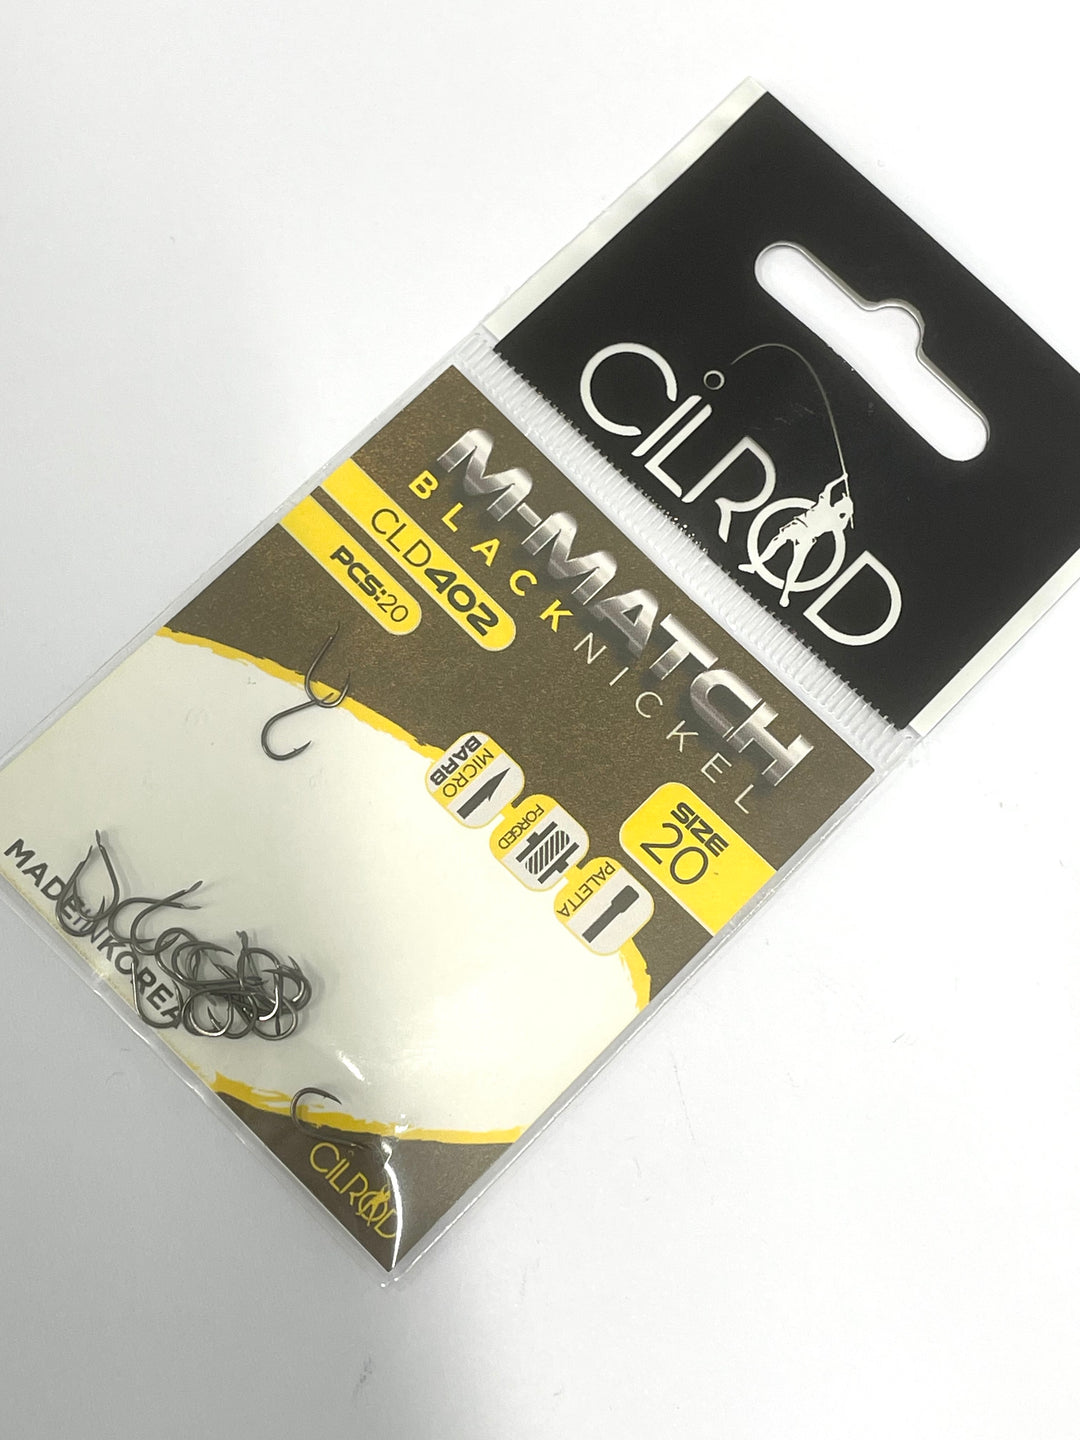 CILROD
M-MATCH
BLACK NICKEL
CLD402
PCS:20
MICRO
BARB
FORGED
PALETTA
SIZE
20
MADE IN KOREA
CILROD